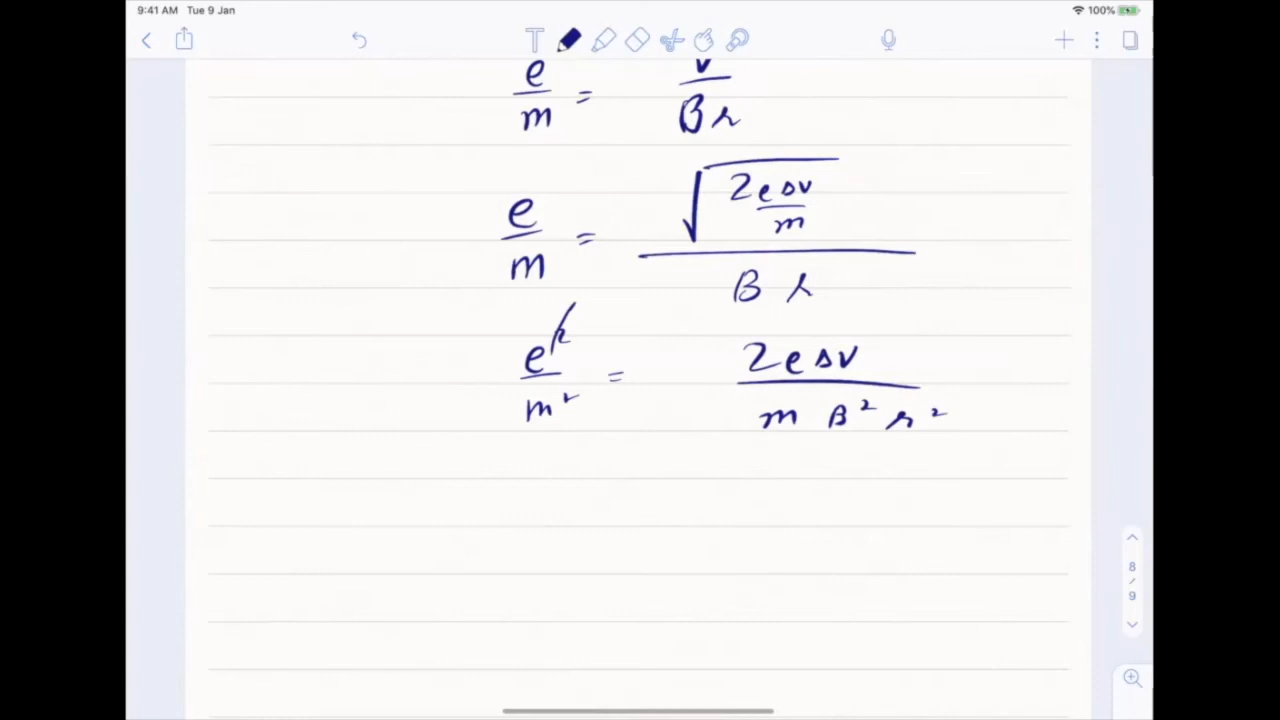 9:41 AM Tue 9 Jan 100%
e/m = v/Br
e/m = √(2eΔv/m)/Br
e²/m² = 2eΔv/mB²r²
8
/
9